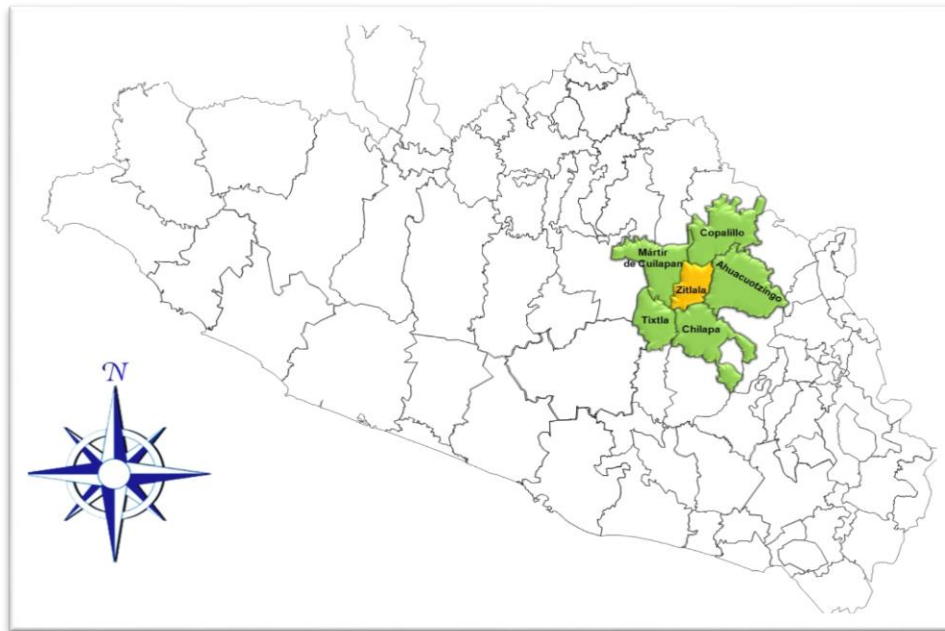 Copalillo
Mártir
de Cuilapan
Ahuacuotzingo
Zitlala
Tixtla
Chilapa
N